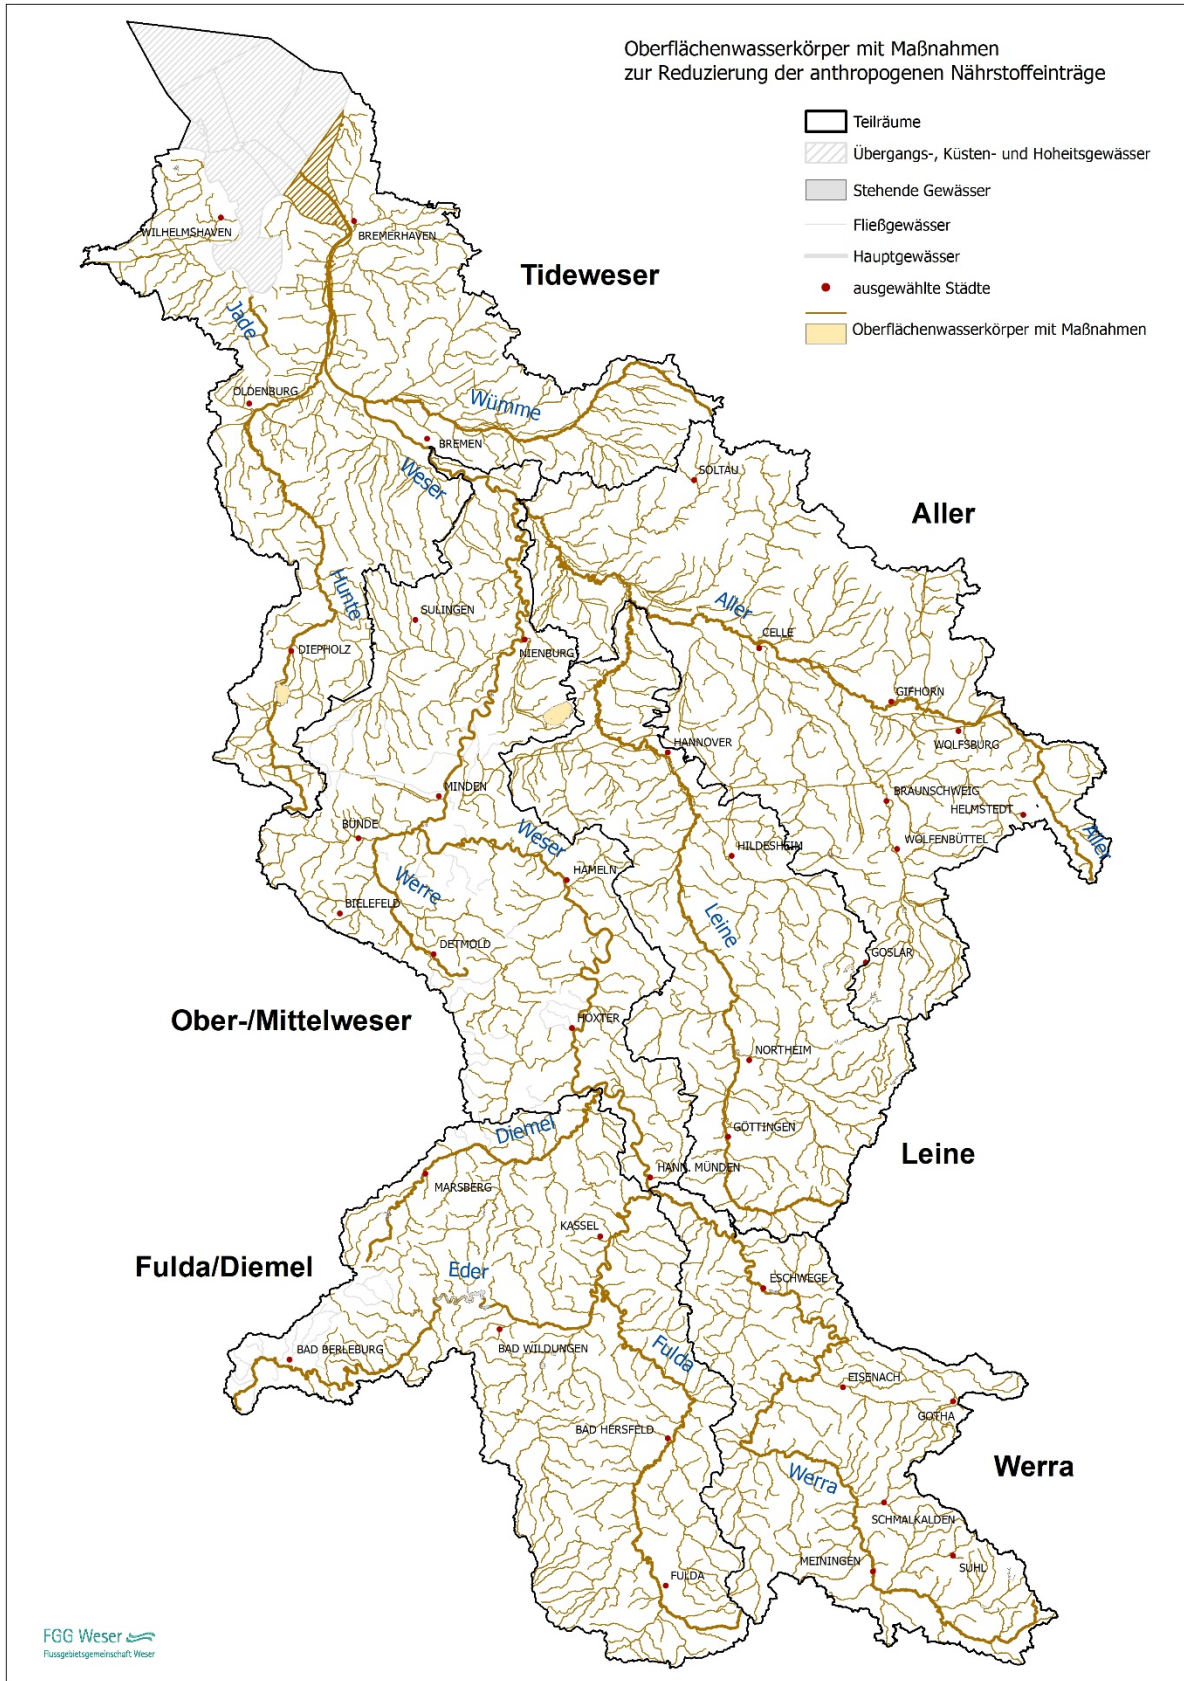 Oberflächenwasserkörper mit Maßnahmen
zur Reduzierung der anthropogenen Nährstoffeinträge
Teilräume
Übergangs-, Küsten- und Hoheitsgewässer
Stehende Gewässer
Fließgewässer
Hauptgewässer
ausgewählte Städte
Oberflächenwasserkörper mit Maßnahmen
WILHELMSHAVEN
BREMERHAVEN
Tideweser
Jade
OLDENBURG
Wümme
BREMEN
Weser
SOLTAU
Aller
Hunte
SULINGEN
Aller
CELLE
DIEPHOLZ
NIENBURG
GIFHORN
WOLFSBURG
HANNOVER
MINDEN
BRAUNSCHWEIG
HELMSTEDT
BÜNDE
Weser
WOLFENBÜTTEL
Aller
HILDESHEIM
HAMELN
Werre
BIELEFELD
Leine
DETMOLD
GOSLAR
Ober-/Mittelweser
HÖXTER
NORTHEIM
GÖTTINGEN
Diemel
Leine
HANN. MÜNDEN
MARSBERG
KASSEL
Fulda/Diemel
Eder
ESCHWEGE
BAD BERLEBURG
BAD WILDUNGEN
Fulda
EISENACH
GOTHA
BAD HERSFELD
Werra
Werra
SCHMALKALDEN
MEININGEN
SUHL
FULDA
FGG Weser
Flussgebietsgemeinschaft Weser